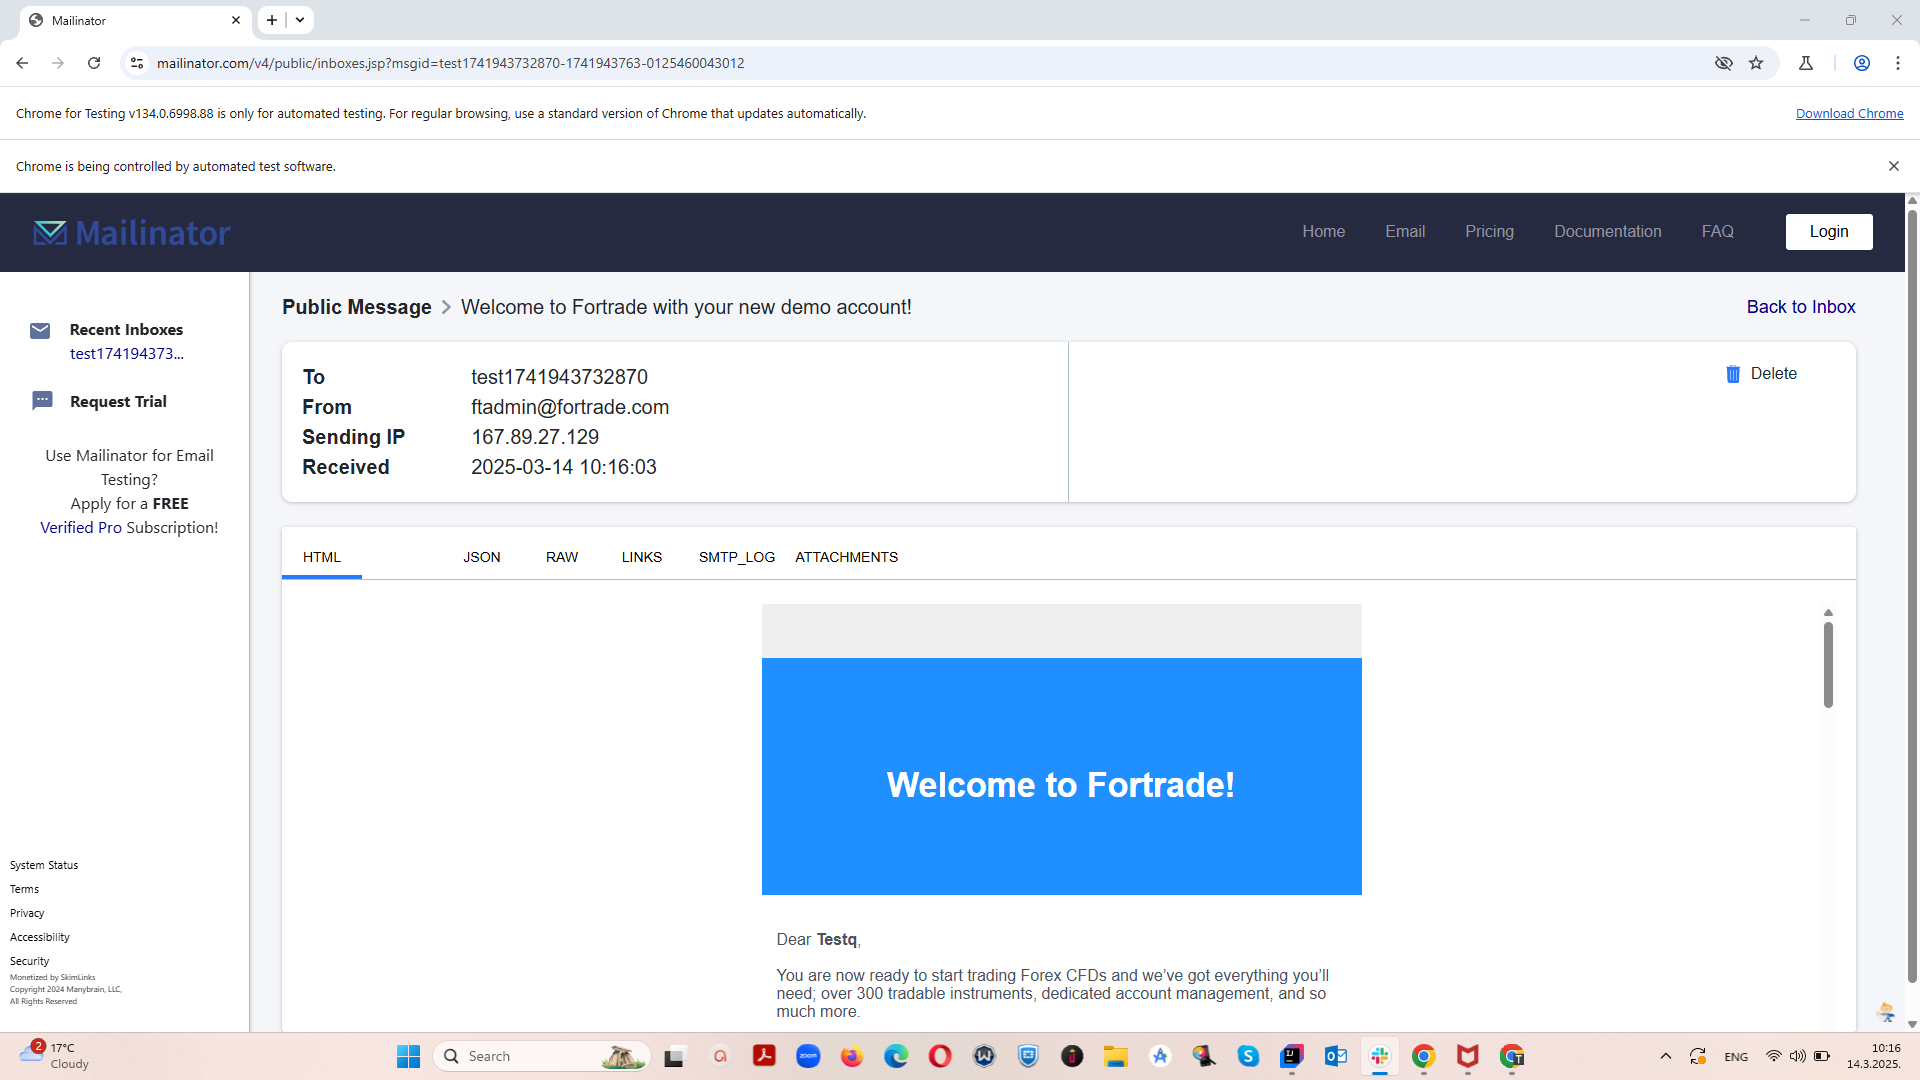 Mailinator
mailinator.com/v4/public/inboxes.jsp?msgid=test1741943732870-1741943763-0125460043012
Chrome for Testing v134.0.6998.88 is only for automated testing. For regular browsing, use a standard version of Chrome that updates automatically.
Download Chrome
Chrome is being controlled by automated test software.
Mailinator
Home
Email
Pricing
Documentation
FAQ
Login
Recent Inboxes
test174194373...
Request Trial
Use Mailinator for Email
Testing?
Apply for a FREE
Verified Pro Subscription!
System Status
Terms
Privacy
Accessibility
Security
Monetized by SkimLinks
Copyright 2024 Manybrain, LLC,
All Rights Reserved
Public Message
Welcome to Fortrade with your new demo account!
Back to Inbox
To test1741943732870
From ftadmin@fortrade.com
Sending IP 167.89.27.129
Received 2025-03-14 10:16:03
Delete
HTML
JSON
RAW
LINKS
SMTP_LOG
ATTACHMENTS
Welcome to Fortrade!
Dear Testq,
You are now ready to start trading Forex CFDs and we’ve got everything you’ll
need; over 300 tradable instruments, dedicated account management, and so
much more.
2
17°C
Cloudy
Search
zoom
ENG
10:16
14.3.2025.